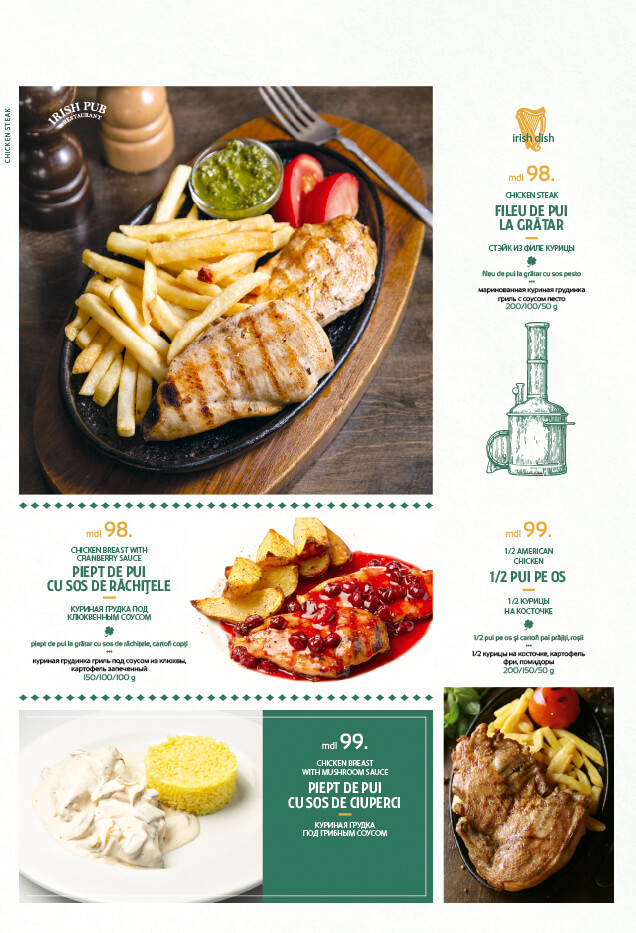 CHICKEN STEAK
IRISH PUB
RESTAURANT
irish dish
mdl 98.
CHICKEN STEAK
FILEU DE PUI
LA GRĂTAR
СТЭЙК ИЗ ФИЛЕ КУРИЦЫ
fileu de pui la grătar cu sos pesto
маринованная куриная грудинка
гриль с соусом песто
200/100/50 g
mdl 98.
CHICKEN BREAST WITH
CRANBERRY SAUCE
PIEPT DE PUI
CU SOS DE RĂCHIȚELE
КУРИНАЯ ГРУДКА ПОД
КЛЮКВЕННЫМ СОУСОМ
piept de pui la grătar cu sos de răchițele, cartofi copți
куриная грудинка гриль под соусом из клюквы,
картофель запеченный
150/100/100 g
mdl 99.
1/2 AMERICAN
CHICKEN
1/2 PUI PE OS
1/2 КУРИЦЫ
НА КОСТОЧКЕ
1/2 pui pe os și cartofi pai prăjiți, roșii
1/2 курицы на косточке, картофель
фри, помидоры
200/150/50 g
mdl 99.
CHICKEN BREAST
WITH MUSHROOM SAUCE
PIEPT DE PUI
CU SOS DE CIUPERCI
КУРИНАЯ ГРУДКА
ПОД ГРИБНЫМ СОУСОМ